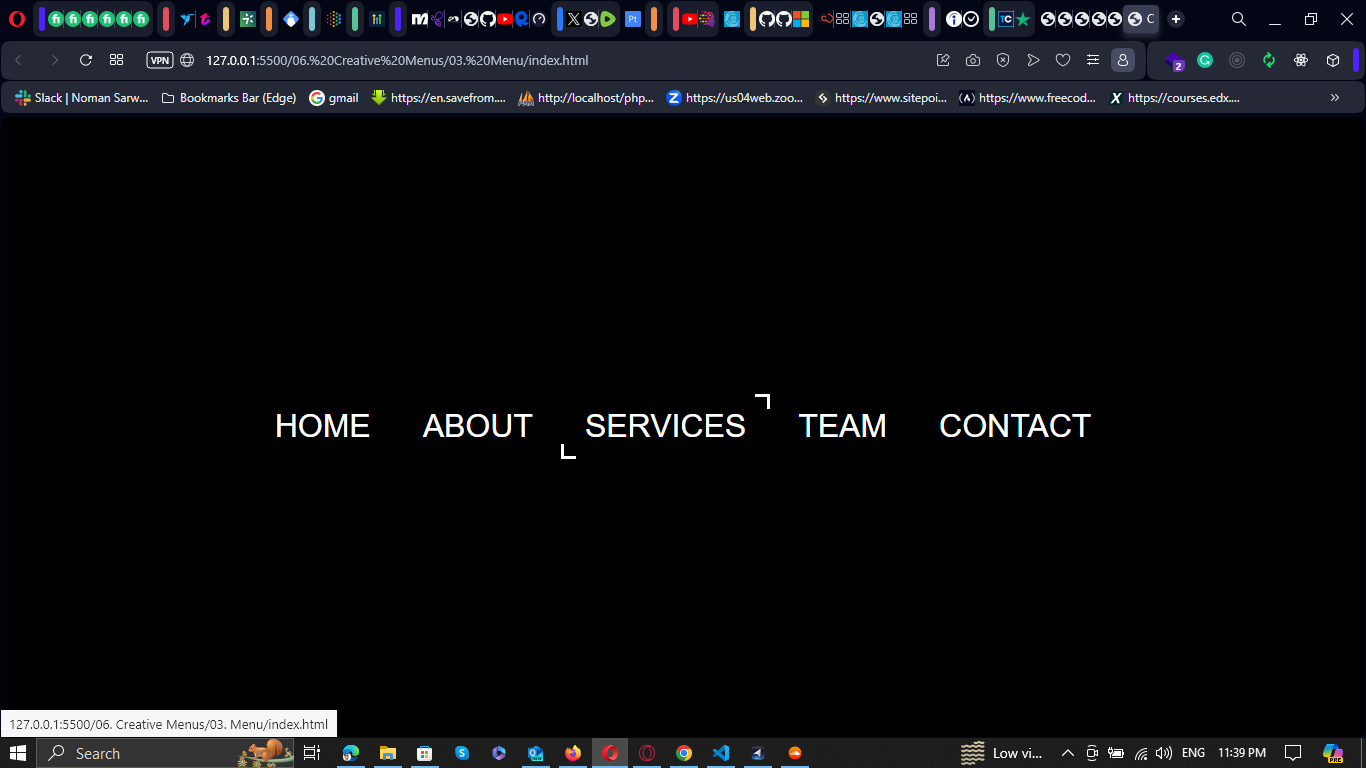 C
VPN 127.0.0.1:5500/06.%20Creative%20Menus/03.%20Menu/index.html 2
Slack | Noman Sarw... Bookmarks Bar (Edge) gmail https://en.savefrom.... http://localhost/php... https://us04web.zoo... https://www.sitepoi... https://www.freecod... https://courses.edx....
HOME ABOUT SERVICES TEAM CONTACT
127.0.0.1:5500/06. Creative Menus/03. Menu/index.html
Search Low vi... ENG 11:39 PM